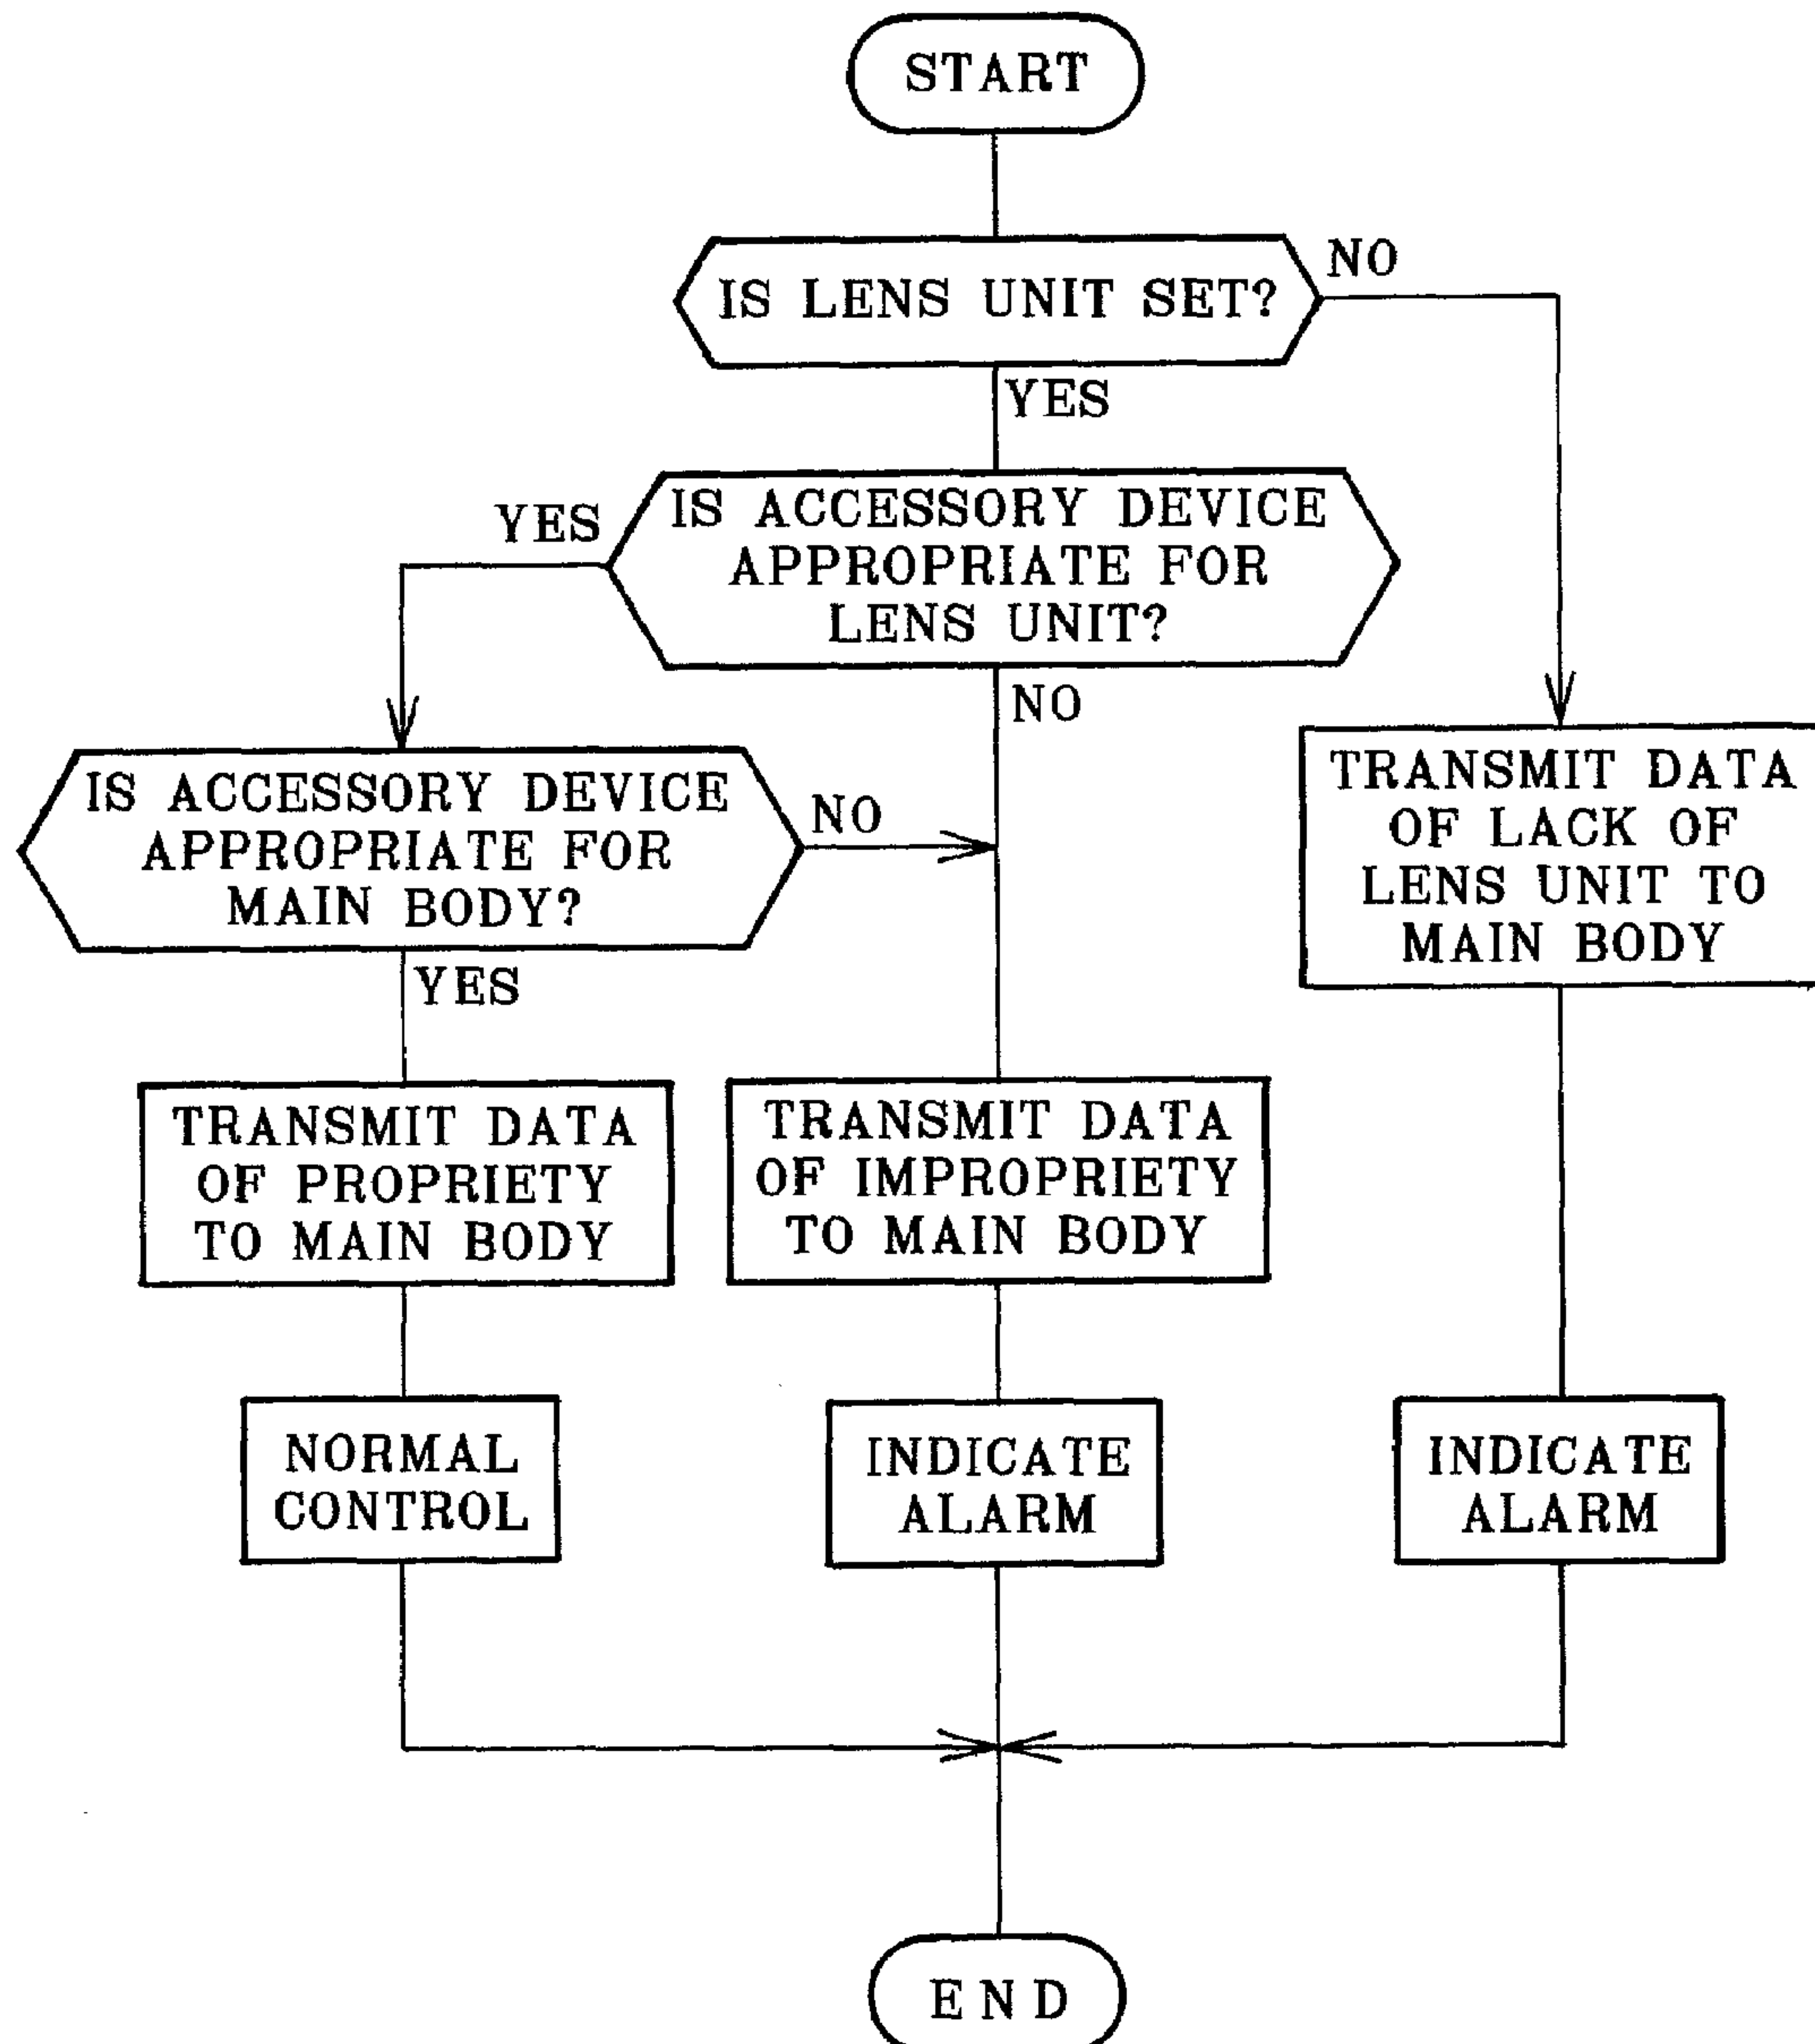 START
IS LENS UNIT SET?
NO
YES
IS ACCESSORY DEVICE
APPROPRIATE FOR
LENS UNIT?
YES
NO
IS ACCESSORY DEVICE
APPROPRIATE FOR
MAIN BODY?
NO
YES
TRANSMIT DATA
OF LACK OF
LENS UNIT TO
MAIN BODY
TRANSMIT DATA
OF PROPRIETY
TO MAIN BODY
TRANSMIT DATA
OF IMPROPRIETY
TO MAIN BODY
NORMAL
CONTROL
INDICATE
ALARM
INDICATE
ALARM
END